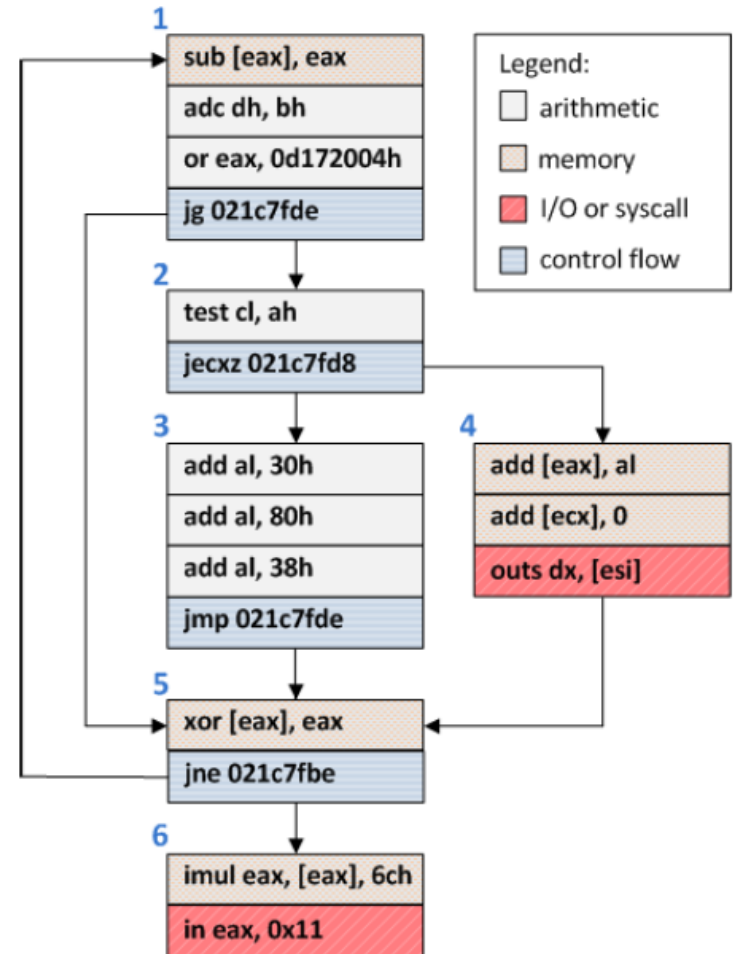 1
sub [eax], eax
adc dh, bh
or eax, 0d172004h
jg 021c7fde
Legend:
arithmetic
memory
I/O or syscall
control flow
2
test cl, ah
jecxz 021c7fd8
3
add al, 30h
add al, 80h
add al, 38h
jmp 021c7fde
4
add [eax], al
add [ecx], 0
outs dx, [esi]
5
xor [eax], eax
jne 021c7fbe
6
imul eax, [eax], 6ch
in eax, 0x11